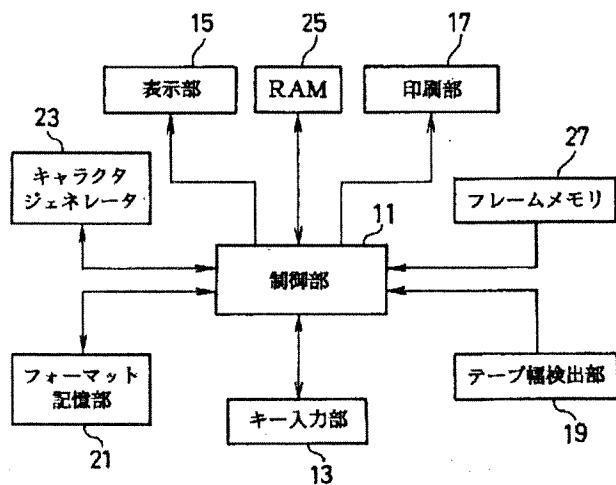 15
25
17
表示部
RAM
印刷部
23
27
キャラクタ
ジェネレータ
フレームメモリ
11
制御部
フォーマット
記憶部
テープ幅検出部
キー入力部
21
13
19